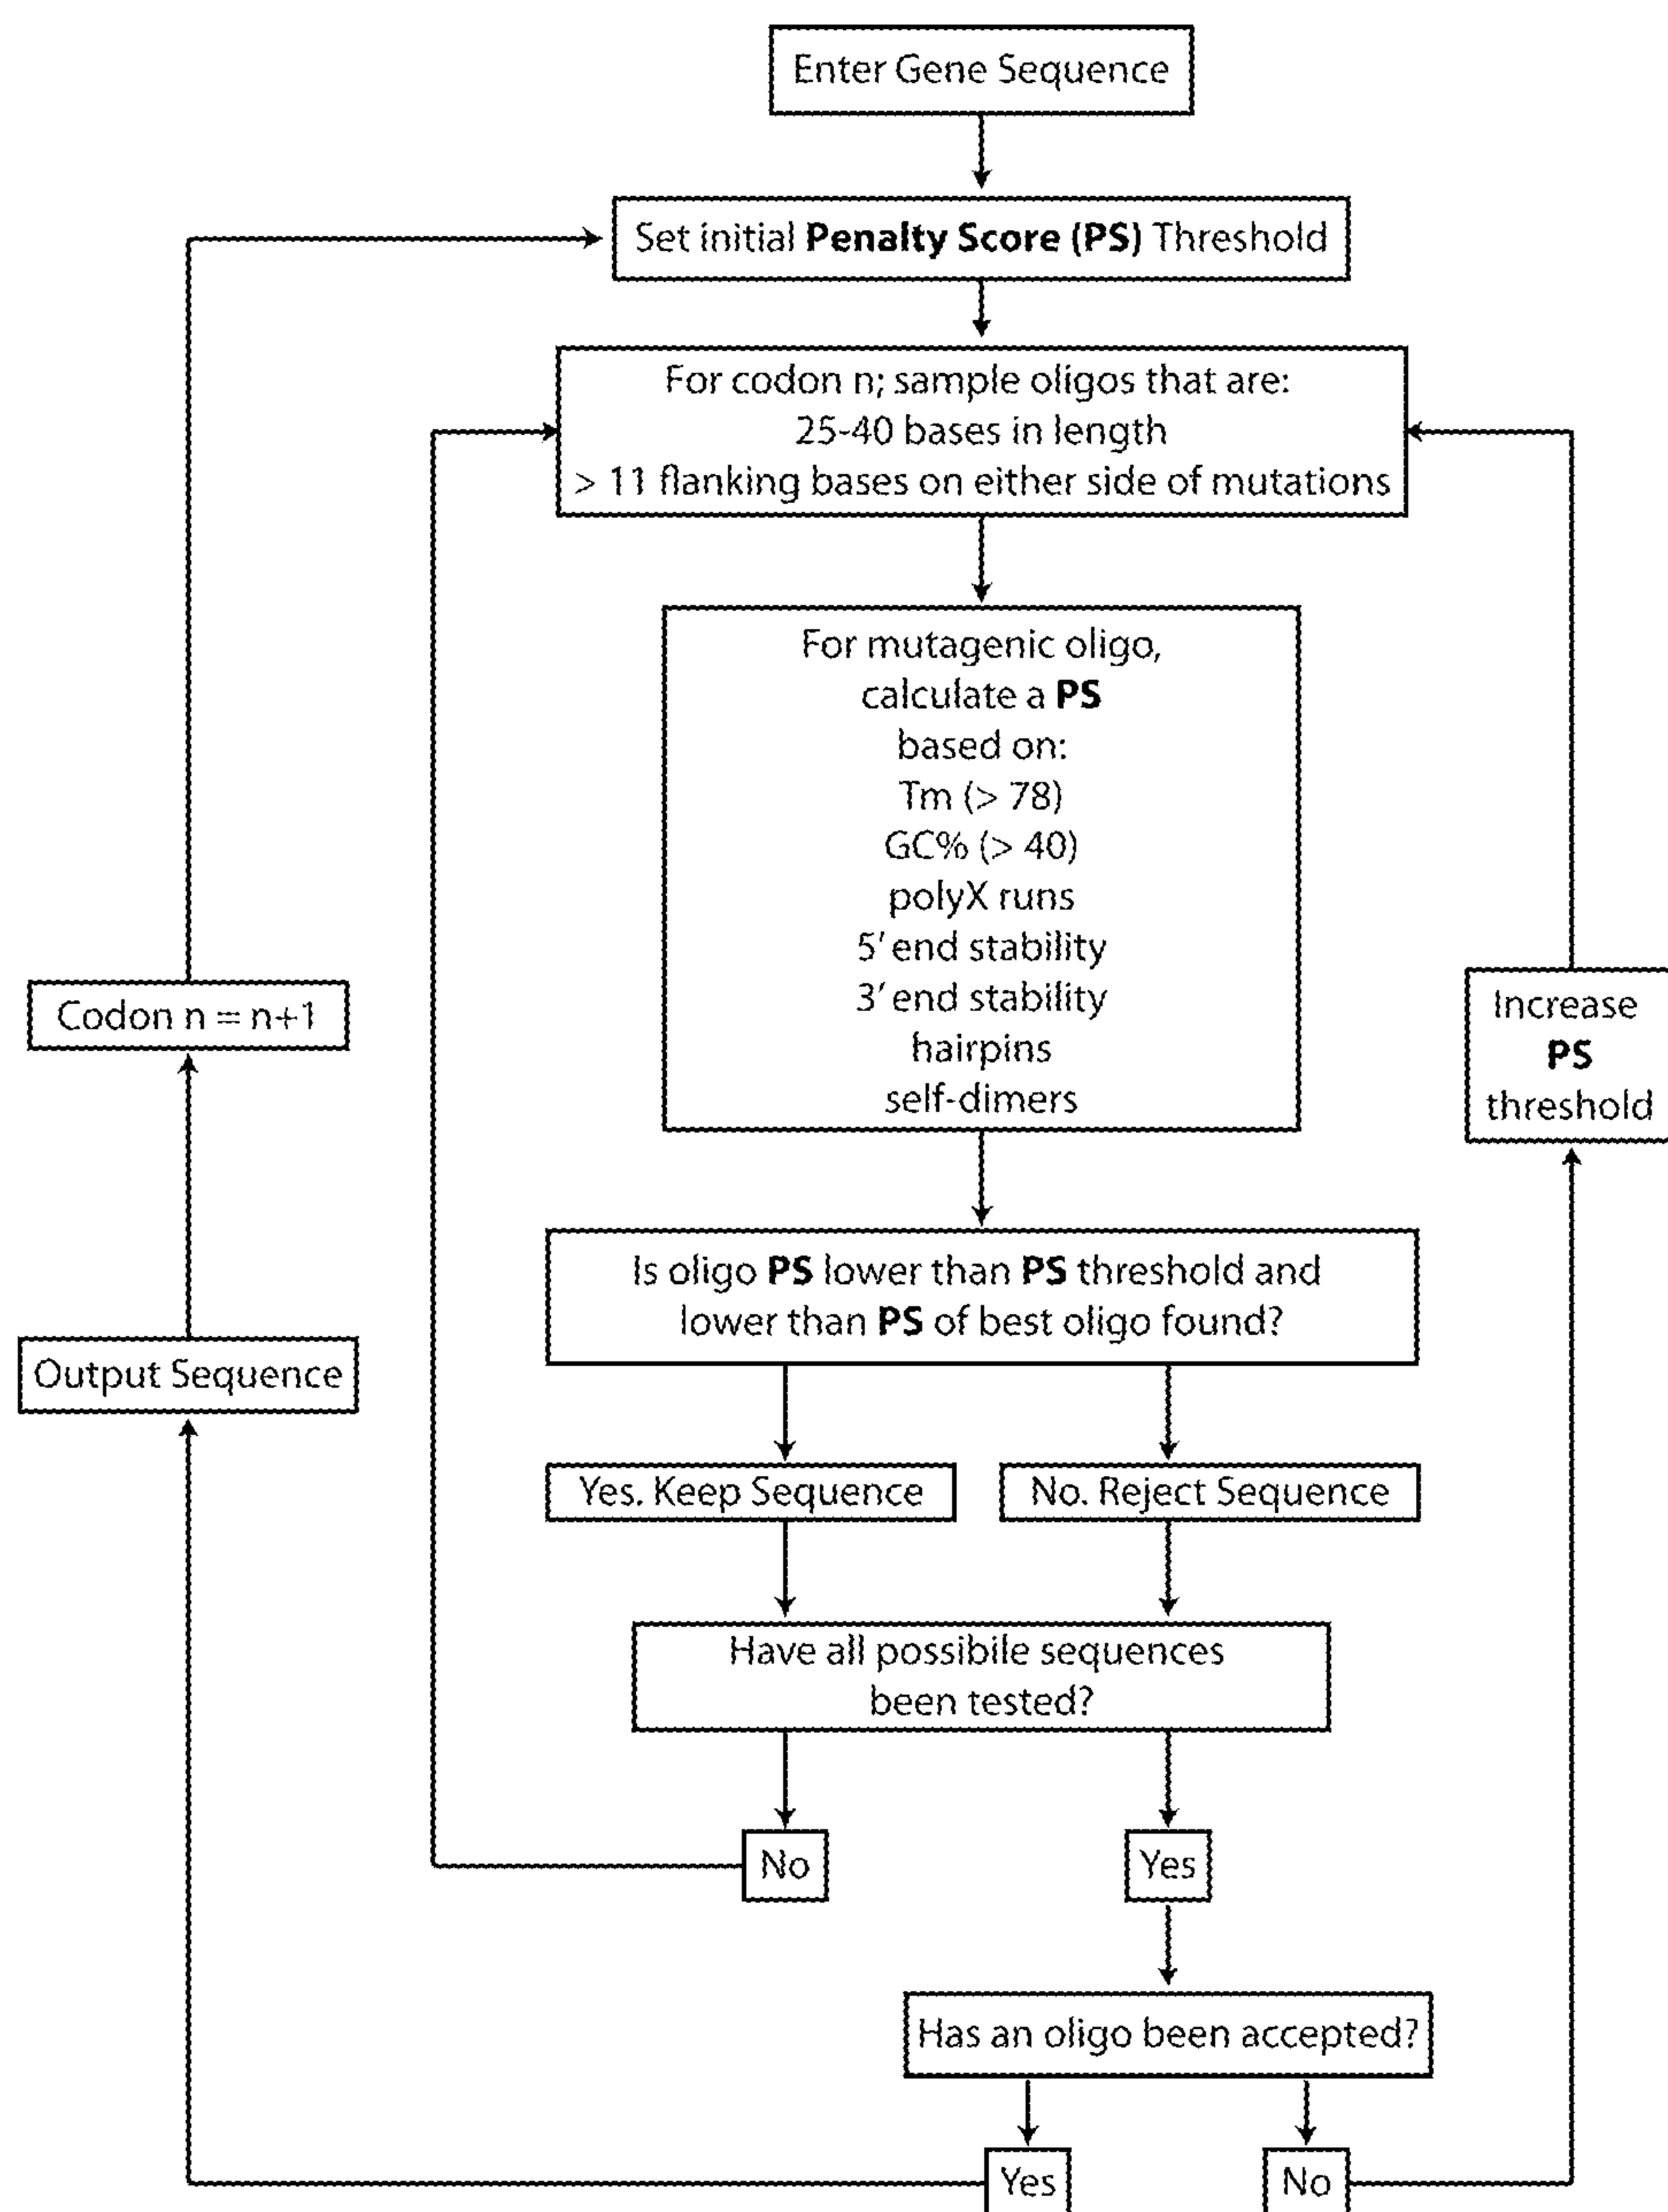 Enter Gene Sequence
Set initial Penalty Score (PS) Threshold
For codon n; sample oligos that are:
25-40 bases in length
> 11 flanking bases on either side of mutations
For mutagenic oligo,
calculate a PS
based on:
Tm (> 78)
GC% (> 40)
polyX runs
5' end stability
3' end stability
hairpins
self-dimers
Codon n = n+1
Increase
PS
threshold
Is oligo PS lower than PS threshold and
lower than PS of best oligo found?
Output Sequence
Yes. Keep Sequence
No. Reject Sequence
Have all possibile sequences
been tested?
No
Yes
Has an oligo been accepted?
Yes
No